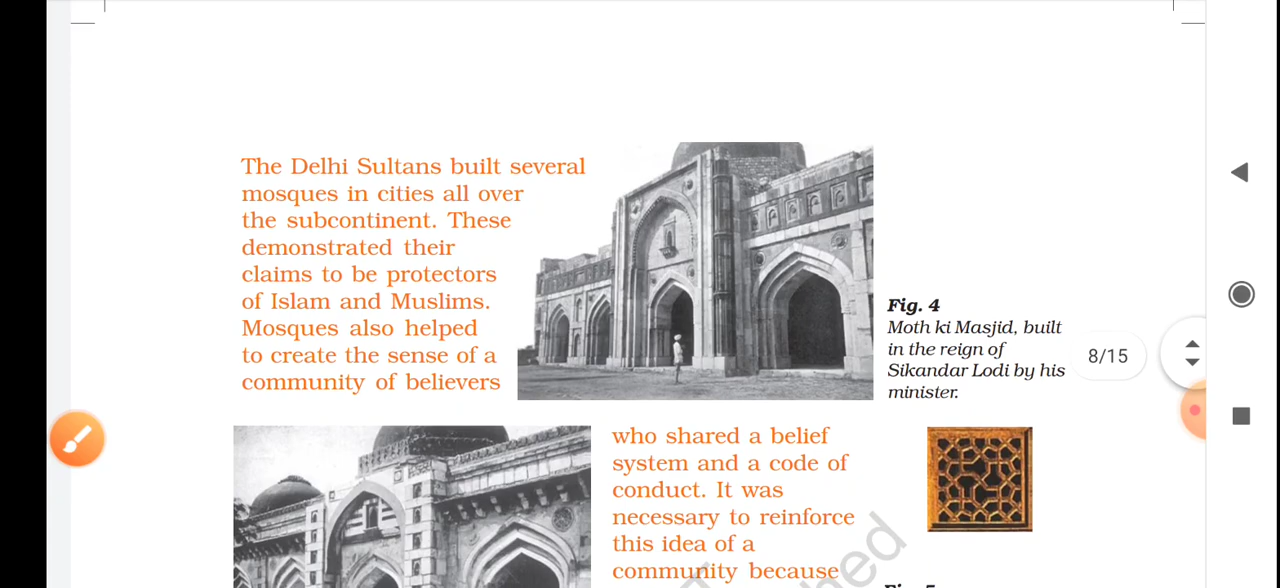 The Delhi Sultans built several
mosques in cities all over
the subcontinent. These
demonstrated their
claims to be protectors
of Islam and Muslims.
Mosques also helped
to create the sense of a
community of believers
Fig. 4
Moth ki Masjid, built
in the reign of
Sikandar Lodi by his
minister.
8/15
who shared a belief
system and a code of
conduct. It was
necessary to reinforce
this idea of a
community because